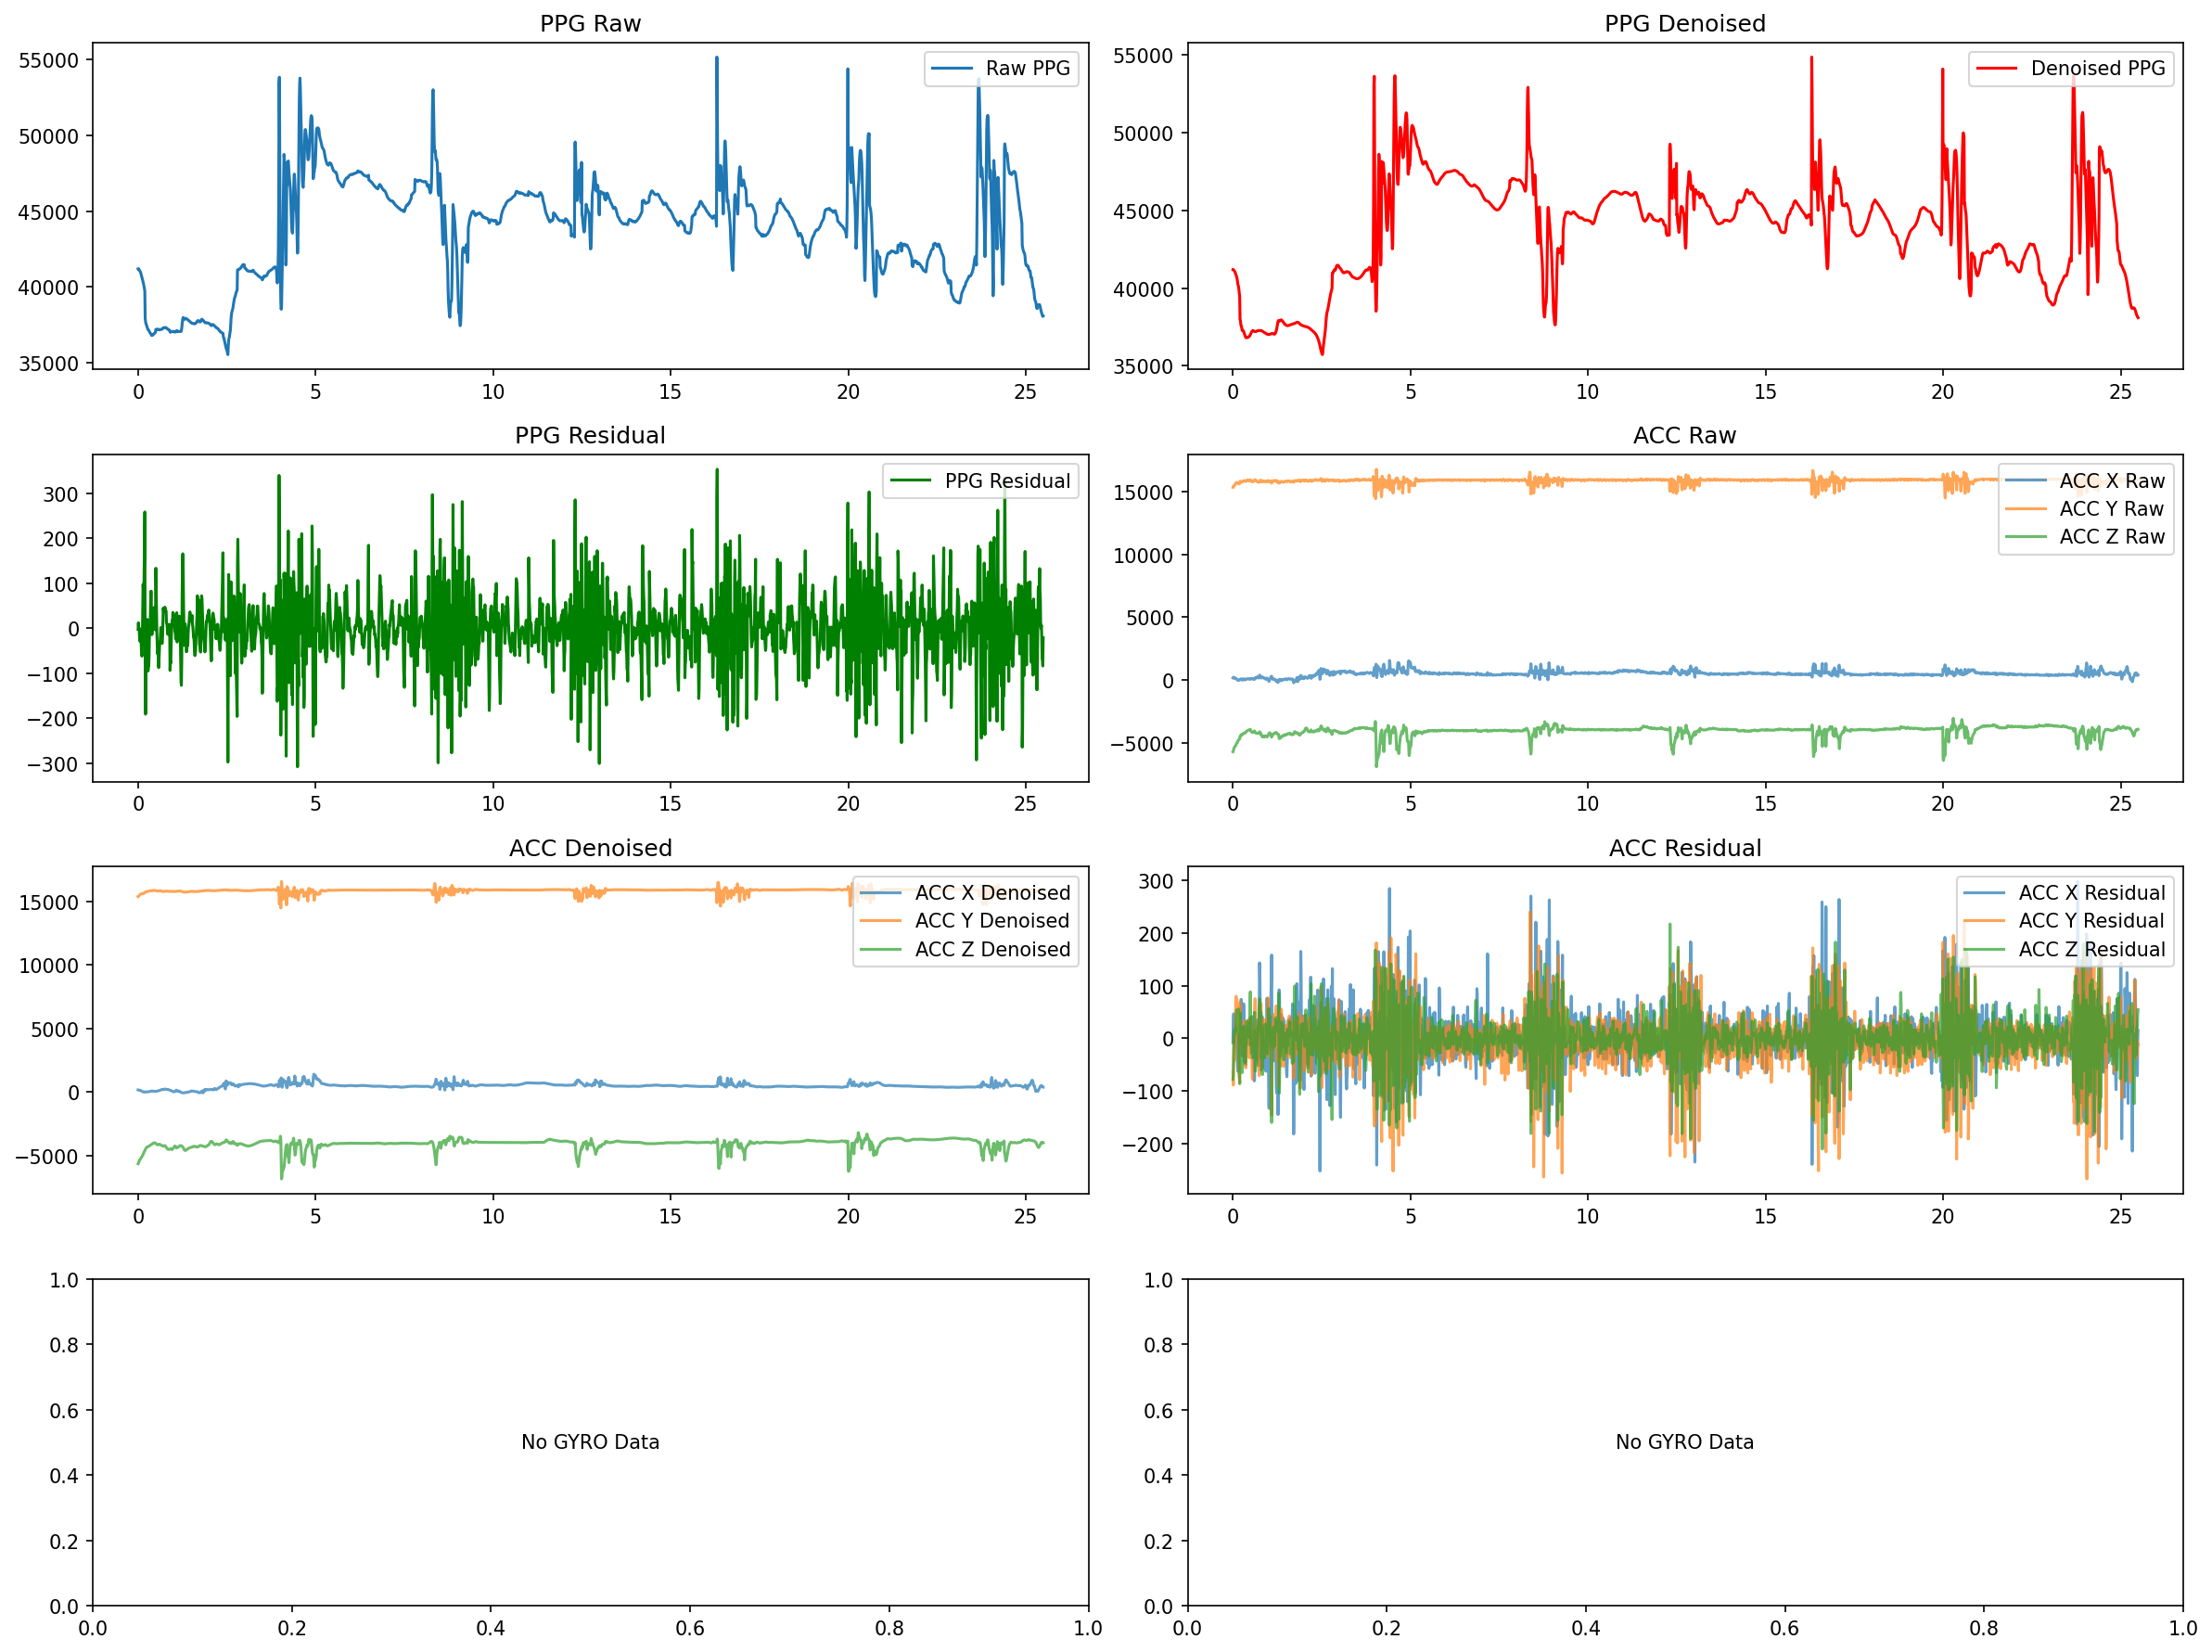 PPG Raw
55000
50000
45000
40000
35000
Raw PPG
0 5 10 15 20 25
PPG Denoised
55000
50000
45000
40000
35000
Denoised PPG
0 5 10 15 20 25
PPG Residual
300
200
100
0
−100
−200
−300
PPG Residual
0 5 10 15 20 25
ACC Raw
15000
10000
5000
0
−5000
ACC X Raw
ACC Y Raw
ACC Z Raw
0 5 10 15 20 25
ACC Denoised
15000
10000
5000
0
−5000
ACC X Denoised
ACC Y Denoised
ACC Z Denoised
0 5 10 15 20 25
ACC Residual
300
200
100
0
−100
−200
ACC X Residual
ACC Y Residual
ACC Z Residual
0 5 10 15 20 25
1.0
0.8
0.6
0.4
0.2
0.0
No GYRO Data
0.0 0.2 0.4 0.6 0.8 1.0
1.0
0.8
0.6
0.4
0.2
0.0
No GYRO Data
0.0 0.2 0.4 0.6 0.8 1.0